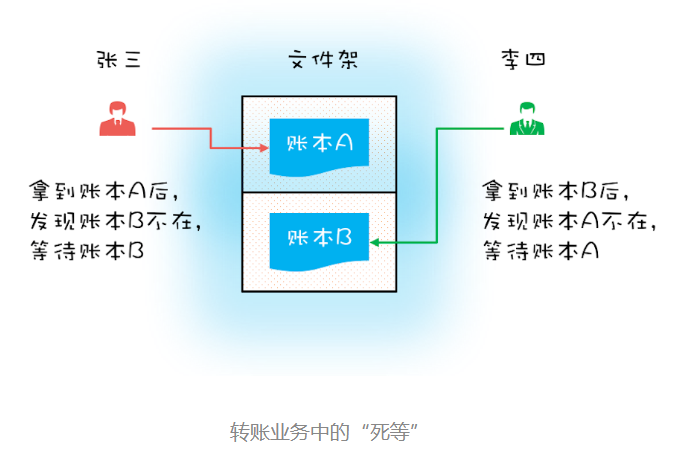 张三
文件架
李四
账本A
拿到账本A后，
发现账本B不在，
等待账本B
账本B
拿到账本B后，
发现账本A不在，
等待账本A
转账业务中的“死等”